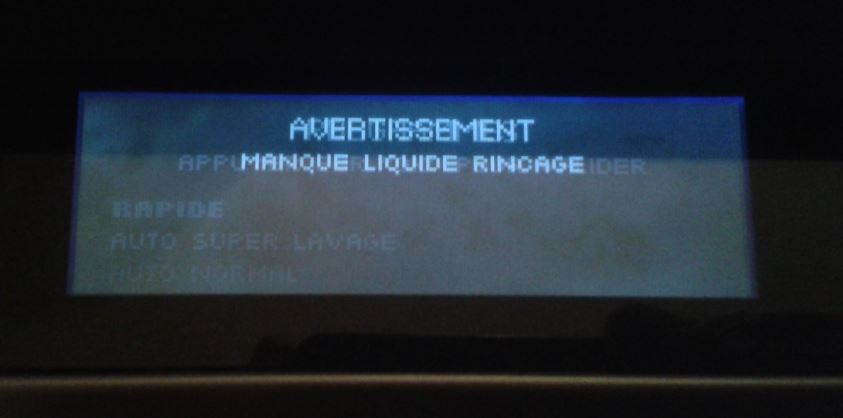 AVERTISSEMENT
MANQUE LIQUIDE RINCAGE
RAPIDE
AUTO SUPER LAVAGE
AUTO NORMAL